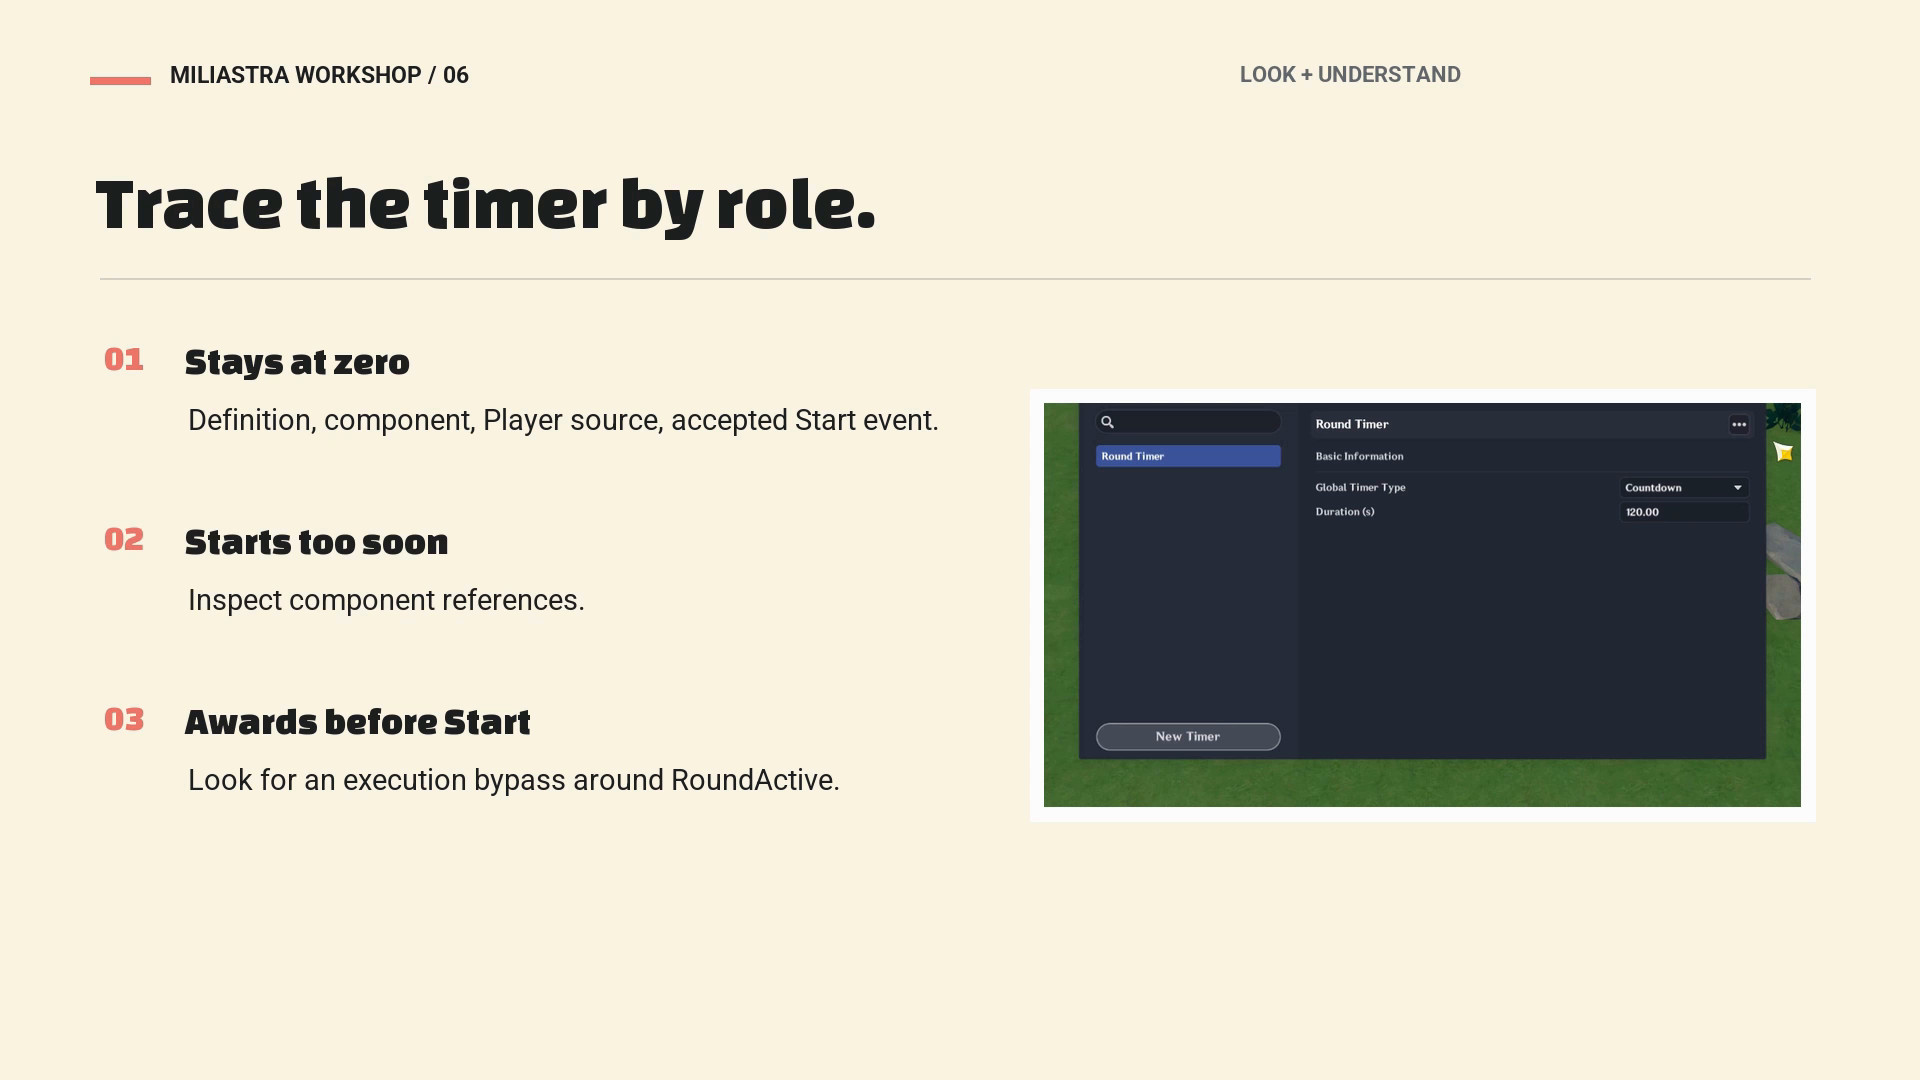 MILIASTRA WORKSHOP / 06
LOOK + UNDERSTAND
Trace the timer by role.
01
Stays at zero
Definition, component, Player source, accepted Start event.
02
Starts too soon
Inspect component references.
03
Awards before Start
Look for an execution bypass around RoundActive.
Round Timer
New Timer
Round Timer
Basic Information
Global Timer Type
Countdown
Duration (s)
120.00